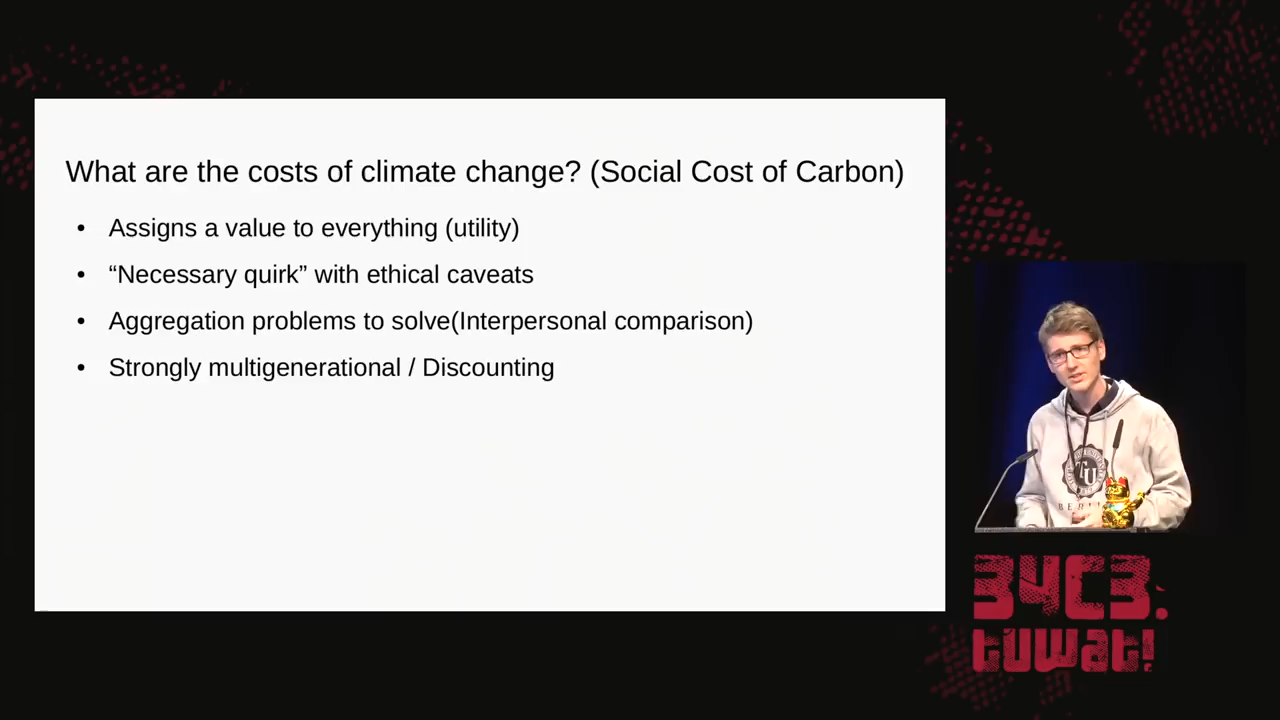 What are the costs of climate change? (Social Cost of Carbon)
• Assigns a value to everything (utility)
• “Necessary quirk” with ethical caveats
• Aggregation problems to solve(Interpersonal comparison)
• Strongly multigenerational / Discounting
TU
34C3.
tuwat!